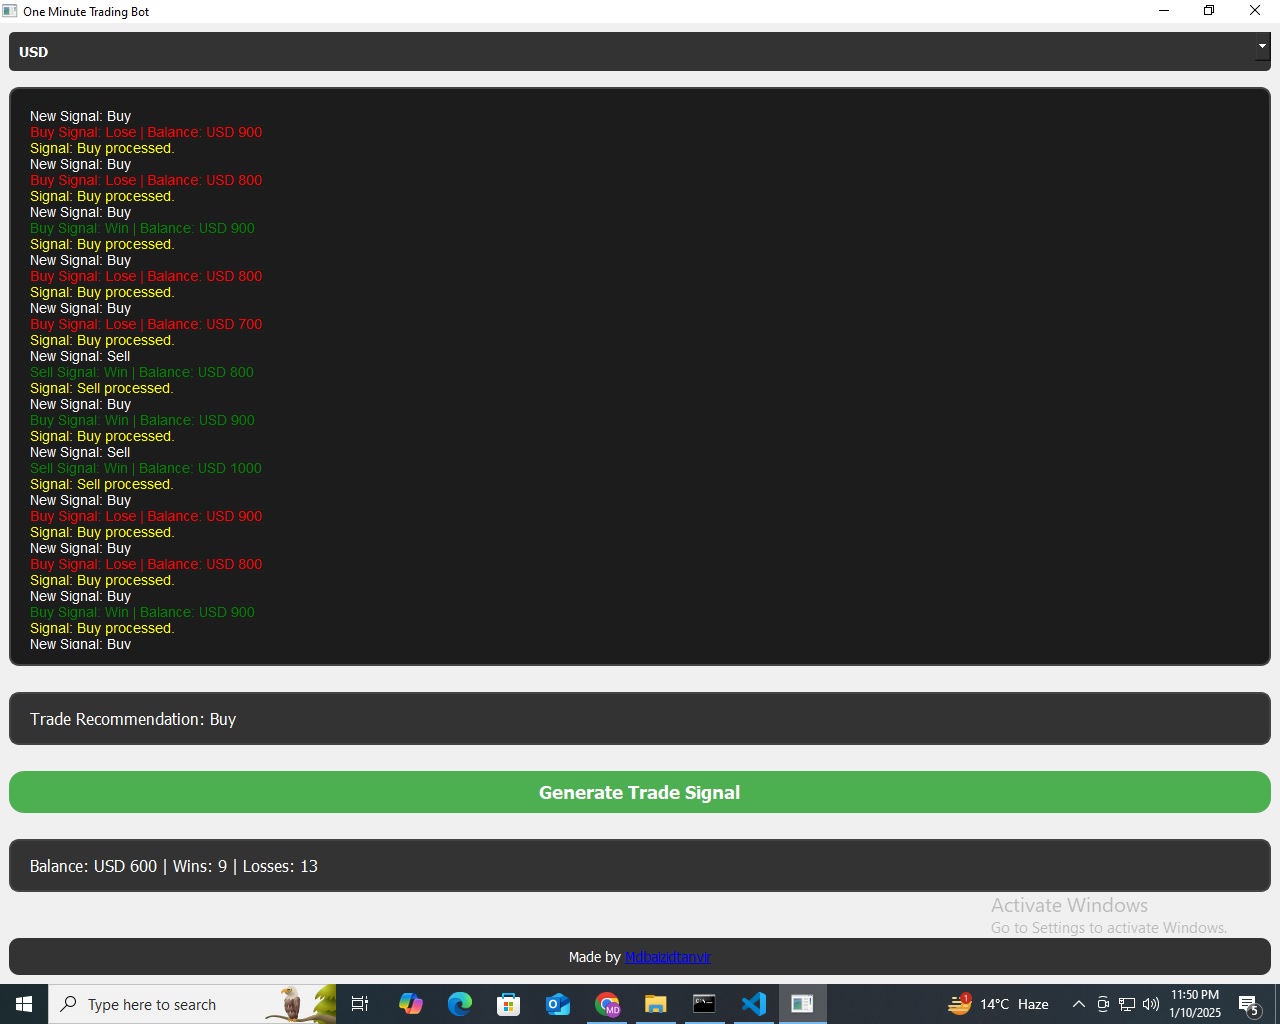 One Minute Trading Bot
USD
New Signal: Buy
Buy Signal: Lose | Balance: USD 900
Signal: Buy processed.
New Signal: Buy
Buy Signal: Lose | Balance: USD 800
Signal: Buy processed.
New Signal: Buy
Buy Signal: Win | Balance: USD 900
Signal: Buy processed.
New Signal: Buy
Buy Signal: Lose | Balance: USD 800
Signal: Buy processed.
New Signal: Buy
Buy Signal: Lose | Balance: USD 700
Signal: Buy processed.
New Signal: Sell
Sell Signal: Win | Balance: USD 800
Signal: Sell processed.
New Signal: Buy
Buy Signal: Win | Balance: USD 900
Signal: Buy processed.
New Signal: Sell
Sell Signal: Win | Balance: USD 1000
Signal: Sell processed.
New Signal: Buy
Buy Signal: Lose | Balance: USD 900
Signal: Buy processed.
New Signal: Buy
Buy Signal: Lose | Balance: USD 800
Signal: Buy processed.
New Signal: Buy
Buy Signal: Win | Balance: USD 900
Signal: Buy processed.
New Signal: Buy
Trade Recommendation: Buy
Generate Trade Signal
Balance: USD 600 | Wins: 9 | Losses: 13
Activate Windows
Go to Settings to activate Windows.
Made by Mdbaizidtanvir
Type here to search
MD
1
14°C Haze
11:50 PM
1/10/2025
5